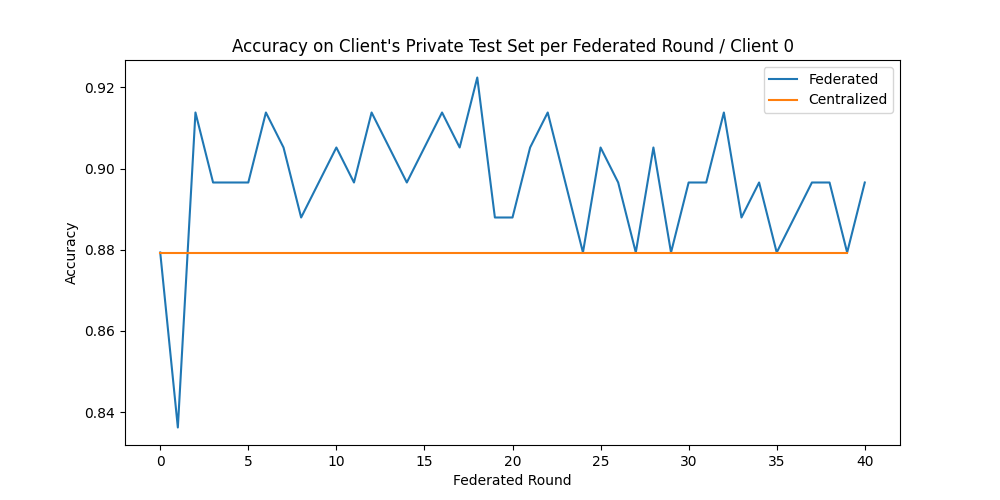 Accuracy on Client's Private Test Set per Federated Round / Client 0
Federated
Centralized
0.92
0.90
0.88
0.86
0.84
Accuracy
0 5 10 15 20 25 30 35 40
Federated Round